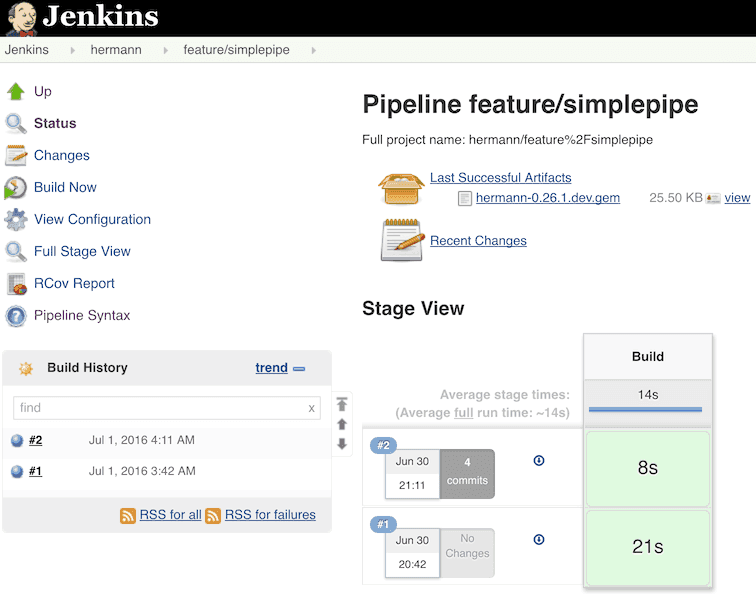 Jenkins
Jenkins hermann feature/simplepipe
Up
Status
Changes
Build Now
View Configuration
Full Stage View
RCov Report
Pipeline Syntax
Build History trend
find x
#2 Jul 1, 2016 4:11 AM
#1 Jul 1, 2016 3:42 AM
RSS for all RSS for failures
Pipeline feature/simplepipe
Full project name: hermann/feature%2Fsimplepipe
Last Successful Artifacts
hermann-0.26.1.dev.gem 25.50 KB view
Recent Changes
Stage View
Build
Average stage times: 14s
(Average full run time: ~14s)
#2
Jun 30 4
21:11 commits
8s
#1
Jun 30 No
20:42 Changes
21s